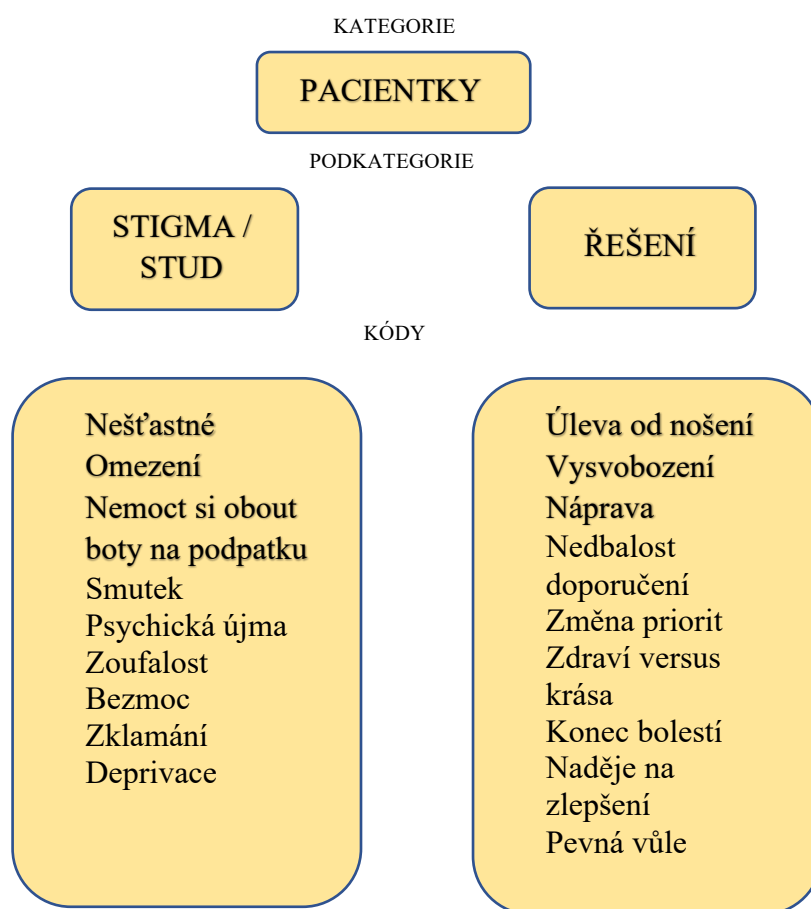 KATEGORIE
PACIENTKY
PODKATEGORIE
STIGMA /
STUD
ŘEŠENÍ
KÓDY
Nešťastné
Omezení
Nemoct si obout
boty na podpatku
Smutek
Psychická újma
Zoufalost
Bezmoc
Zklamání
Deprivace
Úleva od nošení
Vysvobození
Náprava
Nedbalost
doporučení
Změna priorit
Zdraví versus
krása
Konec bolestí
Naděje na
zlepšení
Pevná vůle